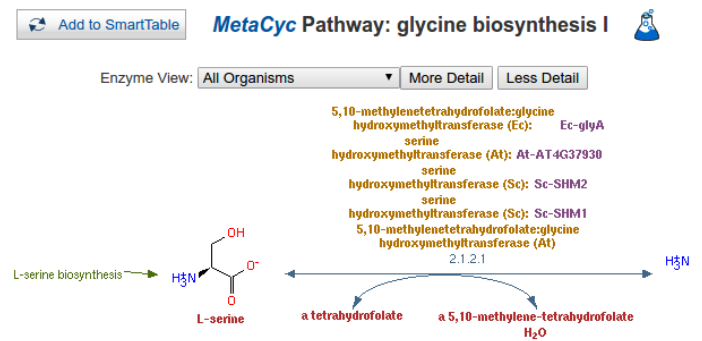 Add to SmartTable
MetaCyc Pathway: glycine biosynthesis I
Enzyme View: All Organisms More Detail Less Detail
5,10-methylenetetrahydrofolate:glycine
hydroxymethyltransferase (Ec): Ec-glyA
serine
hydroxymethyltransferase (At): At-AT4G37930
serine
hydroxymethyltransferase (Sc): Sc-SHM2
serine
hydroxymethyltransferase (Sc): Sc-SHM1
5,10-methylenetetrahydrofolate:glycine
hydroxymethyltransferase (At)
2.1.2.1
OH
L-serine biosynthesis
H₃⁺N
O⁻
O
H₃⁺N
L-serine
a tetrahydrofolate
a 5,10-methylene-tetrahydrofolate
H₂O